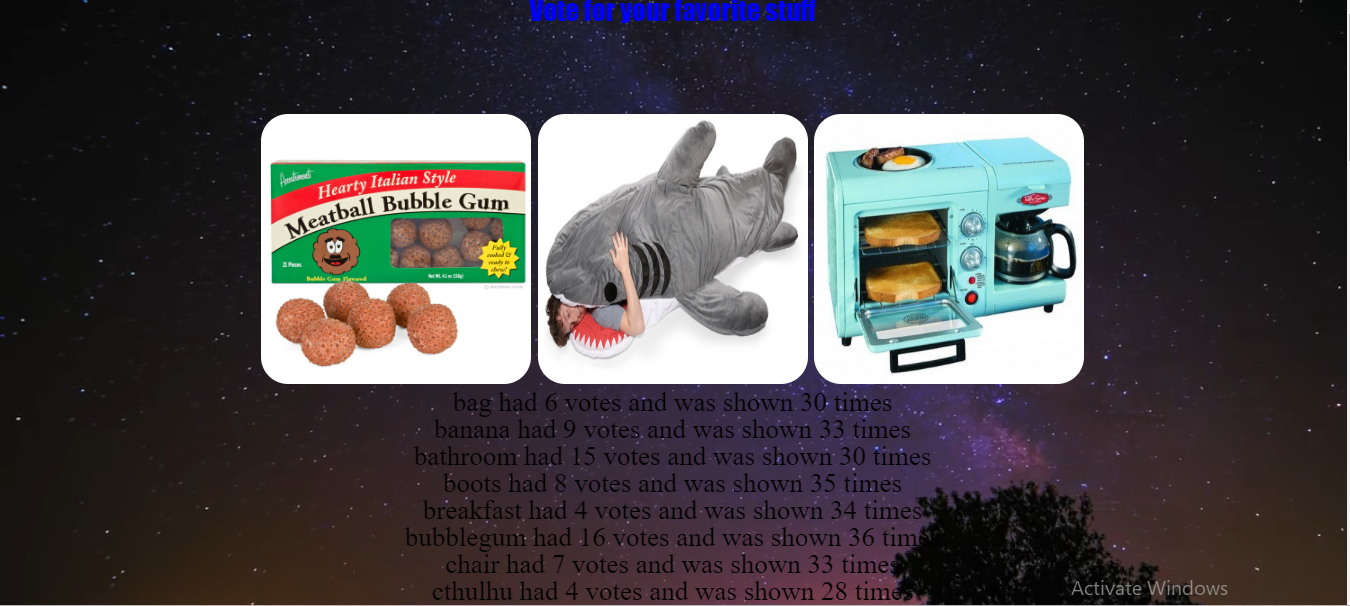 Vote for your favorite stuff
Hearty Italian Style
Meatball Bubble Gum
21 Pieces
Bubble Gum Flavored
Net Wt. 4.1 oz
Fully
cooked &
ready to
chew!
bag had 6 votes and was shown 30 times
banana had 9 votes and was shown 33 times
bathroom had 15 votes and was shown 30 times
boots had 8 votes and was shown 35 times
breakfast had 4 votes and was shown 34 times
bubblegum had 16 votes and was shown 36 times
chair had 7 votes and was shown 33 times
cthulhu had 4 votes and was shown 28 times
Activate Windows